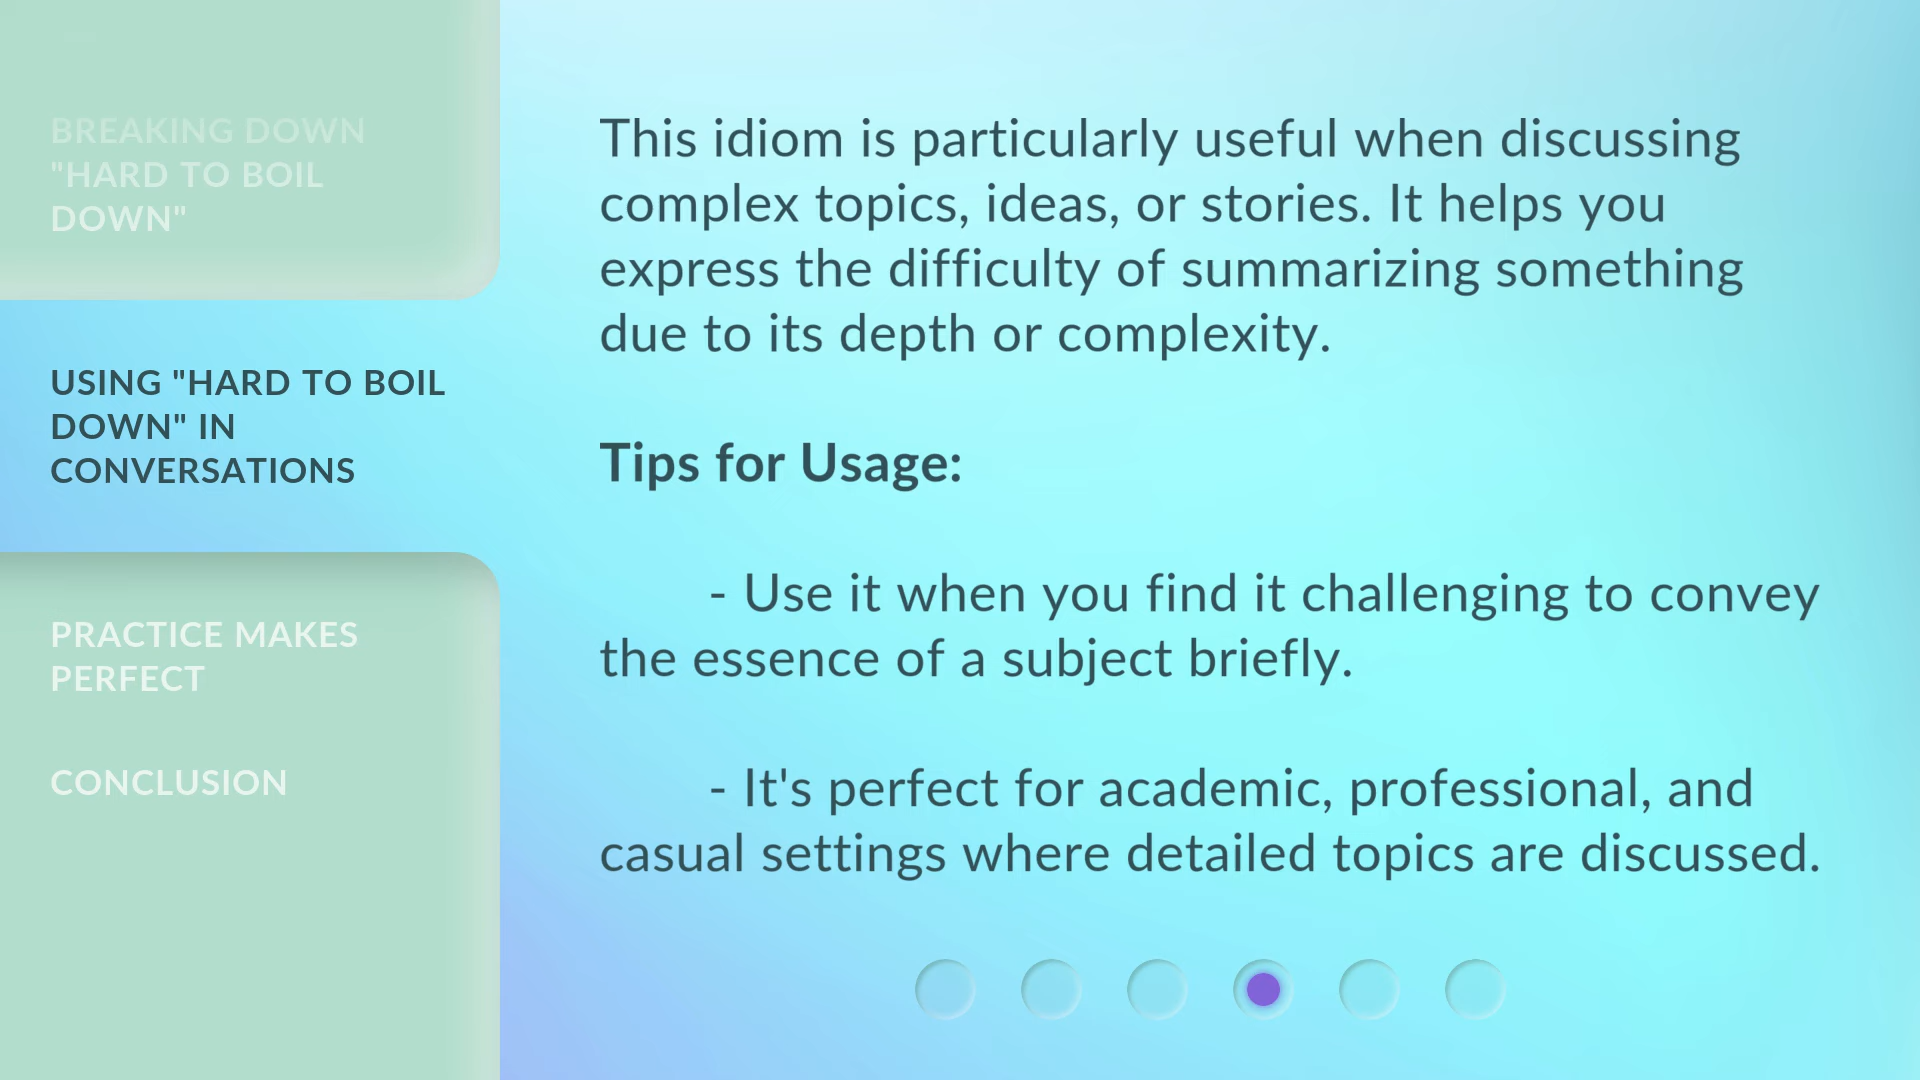 BREAKING DOWN
"HARD TO BOIL
DOWN"
USING "HARD TO BOIL
DOWN" IN
CONVERSATIONS
PRACTICE MAKES
PERFECT
CONCLUSION
This idiom is particularly useful when discussing
complex topics, ideas, or stories. It helps you
express the difficulty of summarizing something
due to its depth or complexity.
Tips for Usage:
- Use it when you find it challenging to convey
the essence of a subject briefly.
- It's perfect for academic, professional, and
casual settings where detailed topics are discussed.